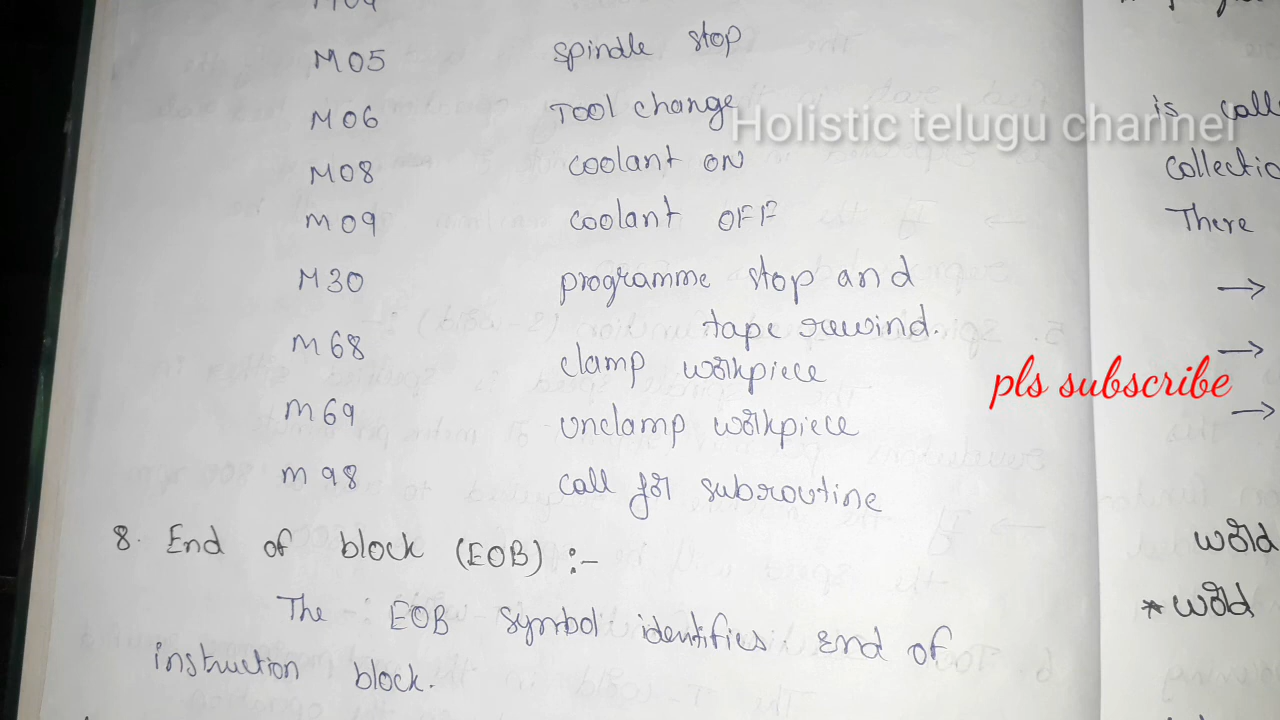 M04
M05 spindle stop
M06 Tool change
Holistic telugu channel
M08 coolant ON
M09 coolant OFF
M30 programme stop and
tape rewind.
M68 clamp workpiece
M69 unclamp workpiece
M98 call for subroutine
8. End of block (EOB) :-
The EOB symbol identifies End of
instruction block.
is calle
collectio
There
→
→
pls subscribe
→
word
* word